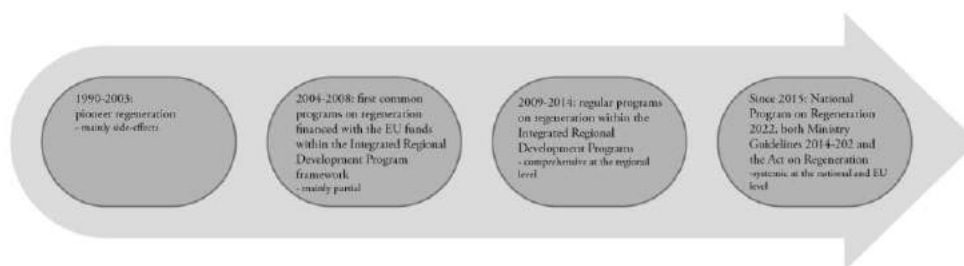 1990-2003:
pioneer regeneration
- mainly side-effects
2004-2008: first common
programs on regeneration
financed with the EU funds
within the Integrated Regional
Development Program
framework
- mainly partial
2009-2014: regular programs
on regeneration within the
Integrated Regional
Development Programs
- comprehensive at the regional
level
Since 2015: National
Program on Regeneration
2022, both Ministry
Guidelines 2014-202 and
the Act on Regeneration
-systemic at the national and EU
level